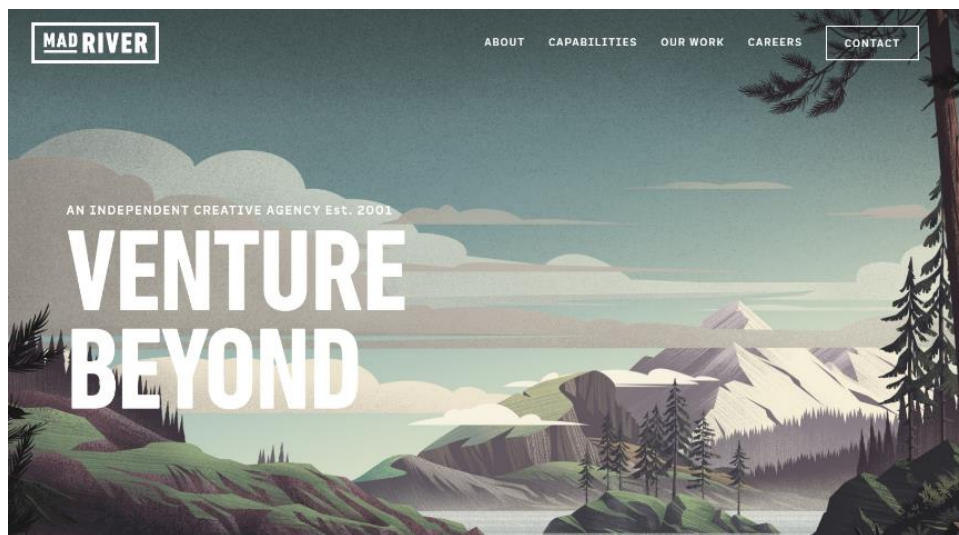 MAD RIVER
ABOUT CAPABILITIES OUR WORK CAREERS CONTACT
AN INDEPENDENT CREATIVE AGENCY Est. 2001
VENTURE
BEYOND